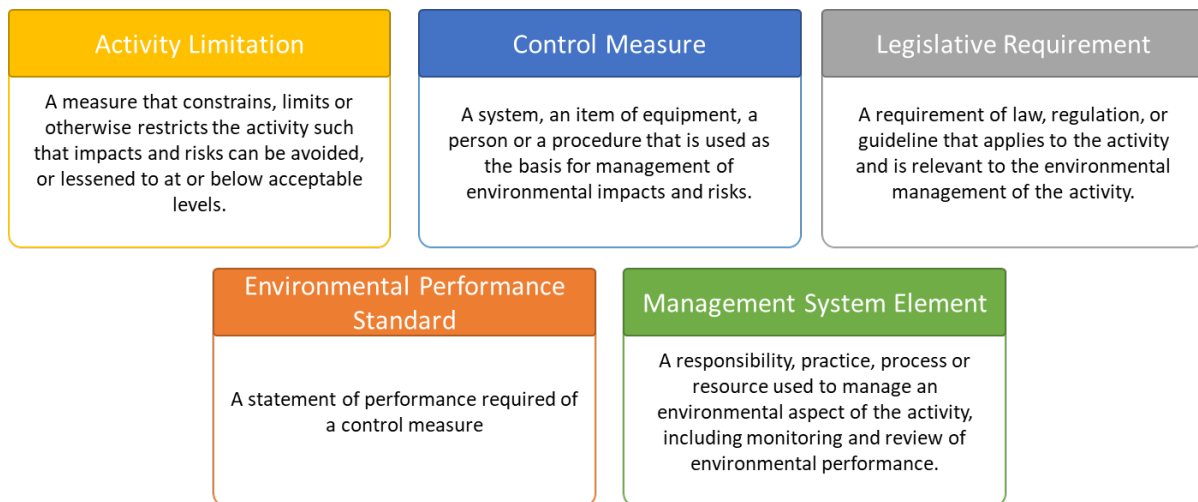 Activity Limitation
A measure that constrains, limits or
otherwise restricts the activity such
that impacts and risks can be avoided,
or lessened to at or below acceptable
levels.
Control Measure
A system, an item of equipment, a
person or a procedure that is used as
the basis for management of
environmental impacts and risks.
Legislative Requirement
A requirement of law, regulation, or
guideline that applies to the activity
and is relevant to the environmental
management of the activity.
Environmental Performance
Standard
A statement of performance required of
a control measure
Management System Element
A responsibility, practice, process or
resource used to manage an
environmental aspect of the activity,
including monitoring and review of
environmental performance.